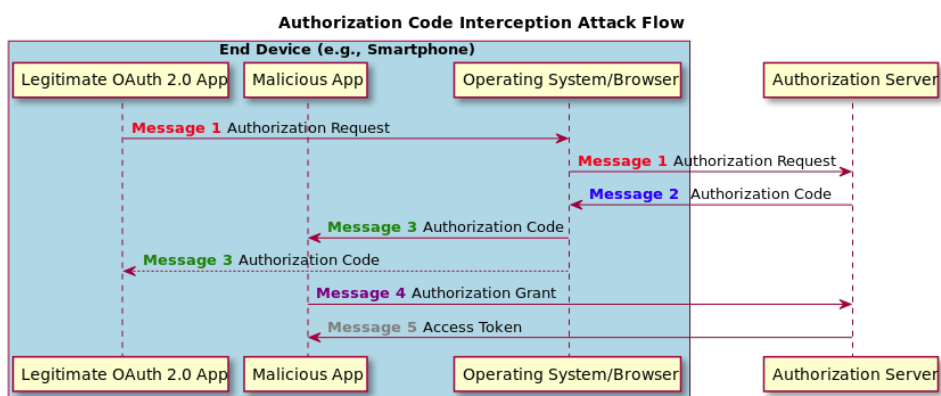 Authorization Code Interception Attack Flow
End Device (e.g., Smartphone)
Legitimate OAuth 2.0 App Malicious App Operating System/Browser Authorization Server
Message 1 Authorization Request
Message 1 Authorization Request
Message 2 Authorization Code
Message 3 Authorization Code
Message 3 Authorization Code
Message 4 Authorization Grant
Message 5 Access Token
Legitimate OAuth 2.0 App Malicious App Operating System/Browser Authorization Server